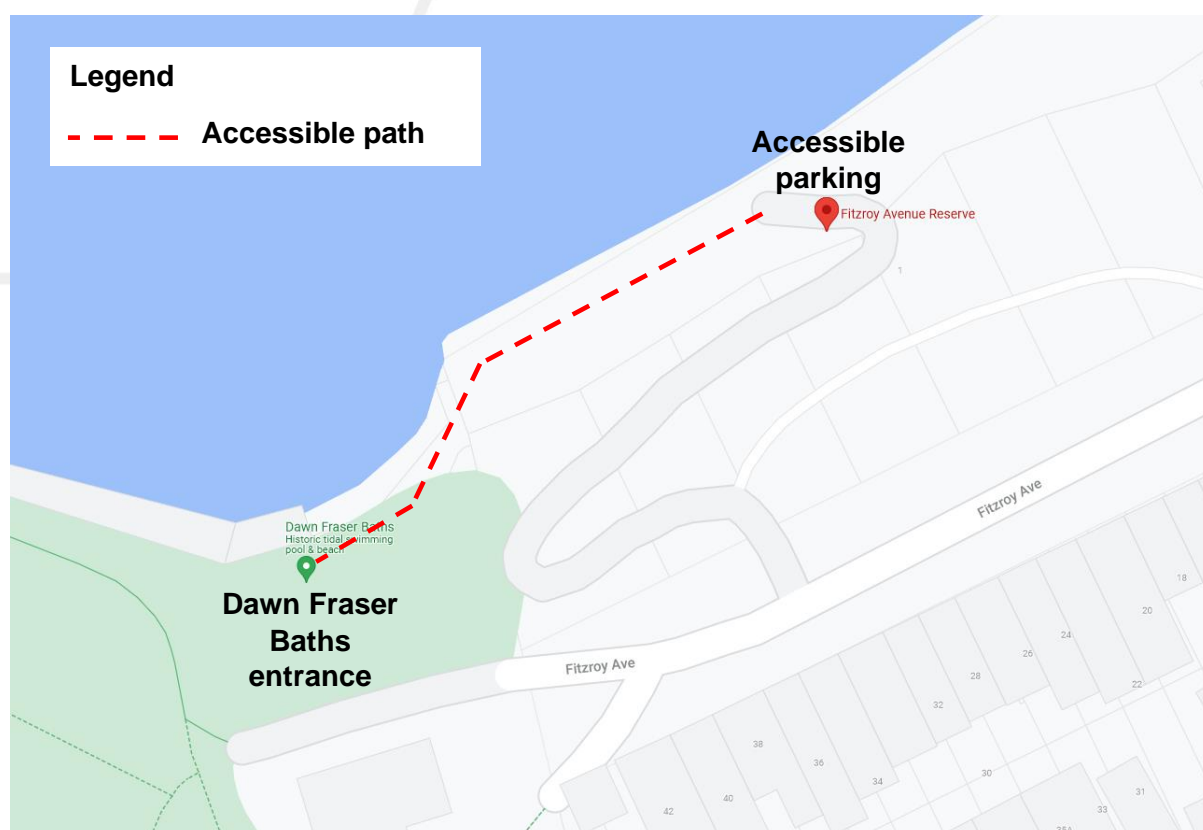 Legend
Accessible path
Accessible
parking
Fitzroy Avenue Reserve
1
Dawn Fraser Baths
Historic tidal swimming
pool & beach
Dawn Fraser
Baths
entrance
Fitzroy Ave
Fitzroy Ave
18
20
24
26
22
28
32
30
38
36
34
40
42
31
33
35A